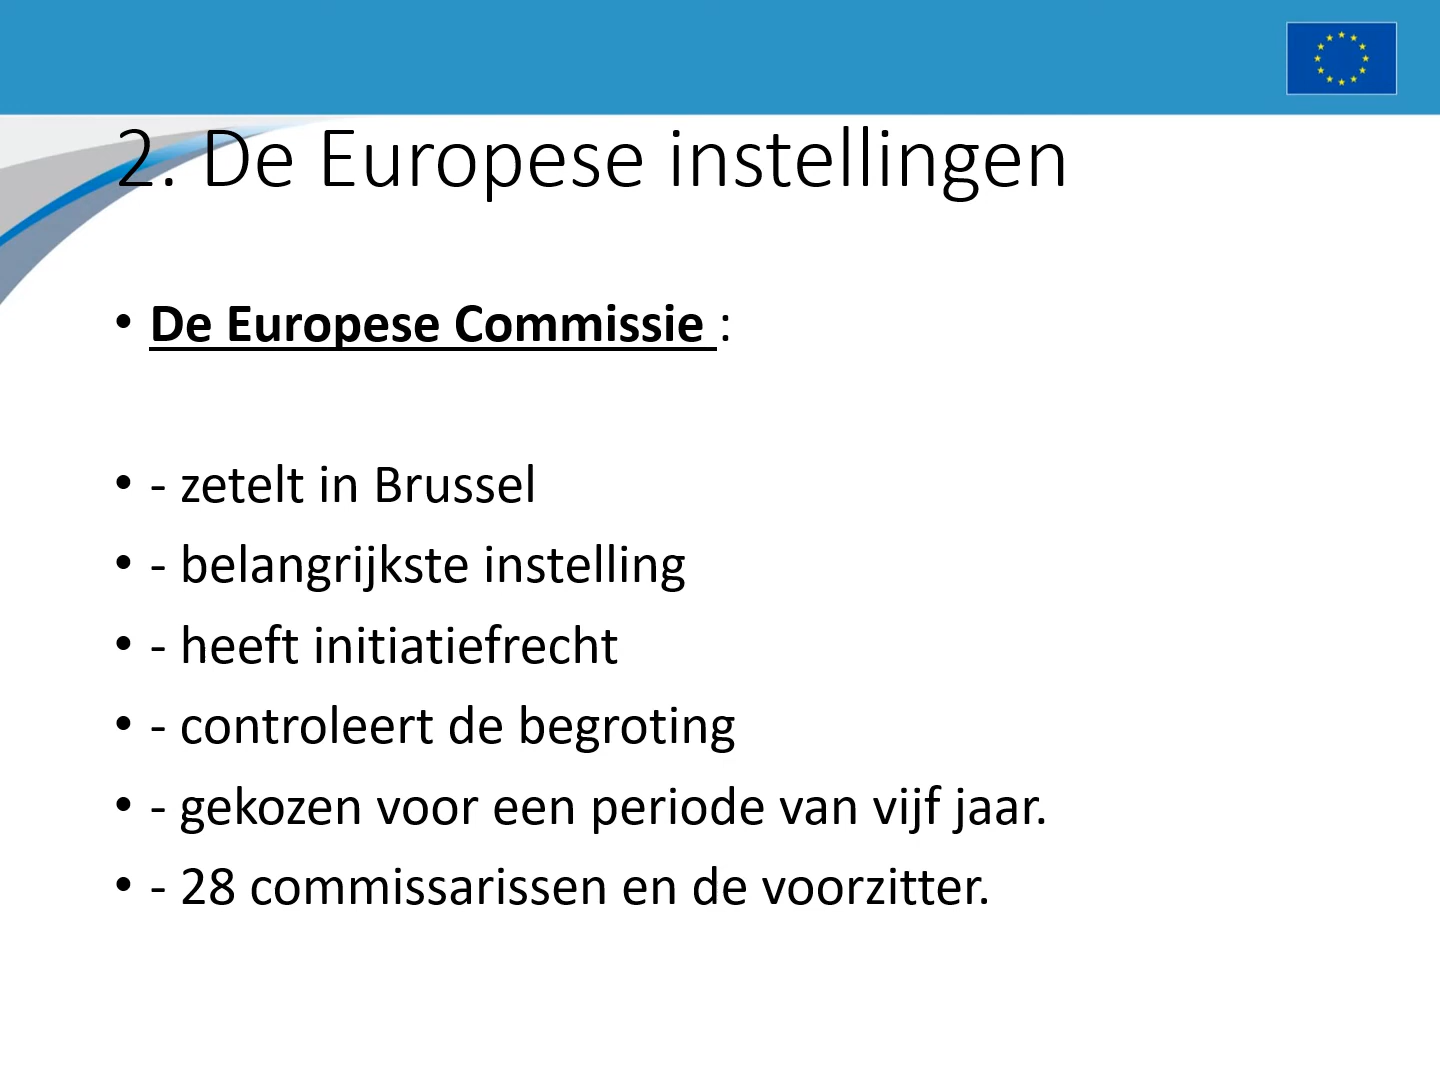 2. De Europese instellingen
• De Europese Commissie :
• - zetelt in Brussel
• - belangrijkste instelling
• - heeft initiatiefrecht
• - controleert de begroting
• - gekozen voor een periode van vijf jaar.
• - 28 commissarissen en de voorzitter.